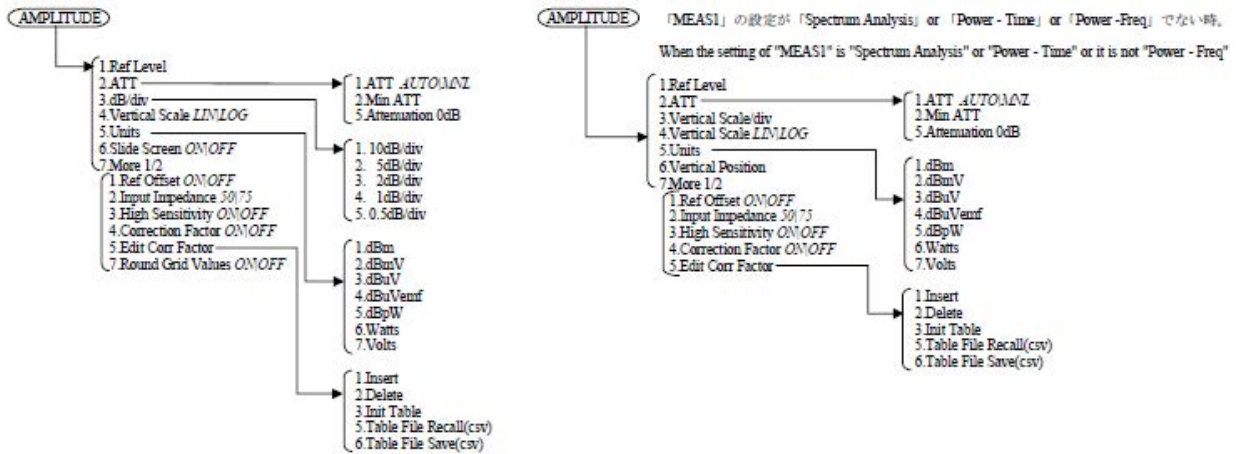 AMPLITUDE
1.Ref Level
2.ATT
3.dB/div
4.Vertical Scale LIN\LOG
5.Units
6.Slide Screen ON\OFF
7.More 1/2
1.Ref Offset ON\OFF
2.Input Impedance 50\75
3.High Sensitivity ON\OFF
4.Correction Factor ON\OFF
5.Edit Corr Factor
7.Round Grid Values ON\OFF
1.ATT AUTO\MNL
2.Min ATT
5.Attenuation 0dB
1. 10dB/div
2. 5dB/div
3. 2dB/div
4. 1dB/div
5. 0.5dB/div
1.dBm
2.dBmV
3.dBuV
4.dBuVemf
5.dBpW
6.Watts
7.Volts
1.Insert
2.Delete
3.Init Table
5.Table File Recall(csv)
6.Table File Save(csv)
AMPLITUDE
「MEAS1」の設定が「Spectrum Analysis」or「Power - Time」or「Power -Freq」でない時。
When the setting of "MEAS1" is "Spectrum Analysis" or "Power - Time" or it is not "Power - Freq"
1.Ref Level
2.ATT
3.Vertical Scale/div
4.Vertical Scale LIN\LOG
5.Units
6.Vertical Position
7.More 1/2
1.Ref Offset ON\OFF
2.Input Impedance 50\75
3.High Sensitivity ON\OFF
4.Correction Factor ON\OFF
5.Edit Corr Factor
1.ATT AUTO\MNL
2.Min ATT
5.Attenuation 0dB
1.dBm
2.dBmV
3.dBuV
4.dBuVemf
5.dBpW
6.Watts
7.Volts
1.Insert
2.Delete
3.Init Table
5.Table File Recall(csv)
6.Table File Save(csv)